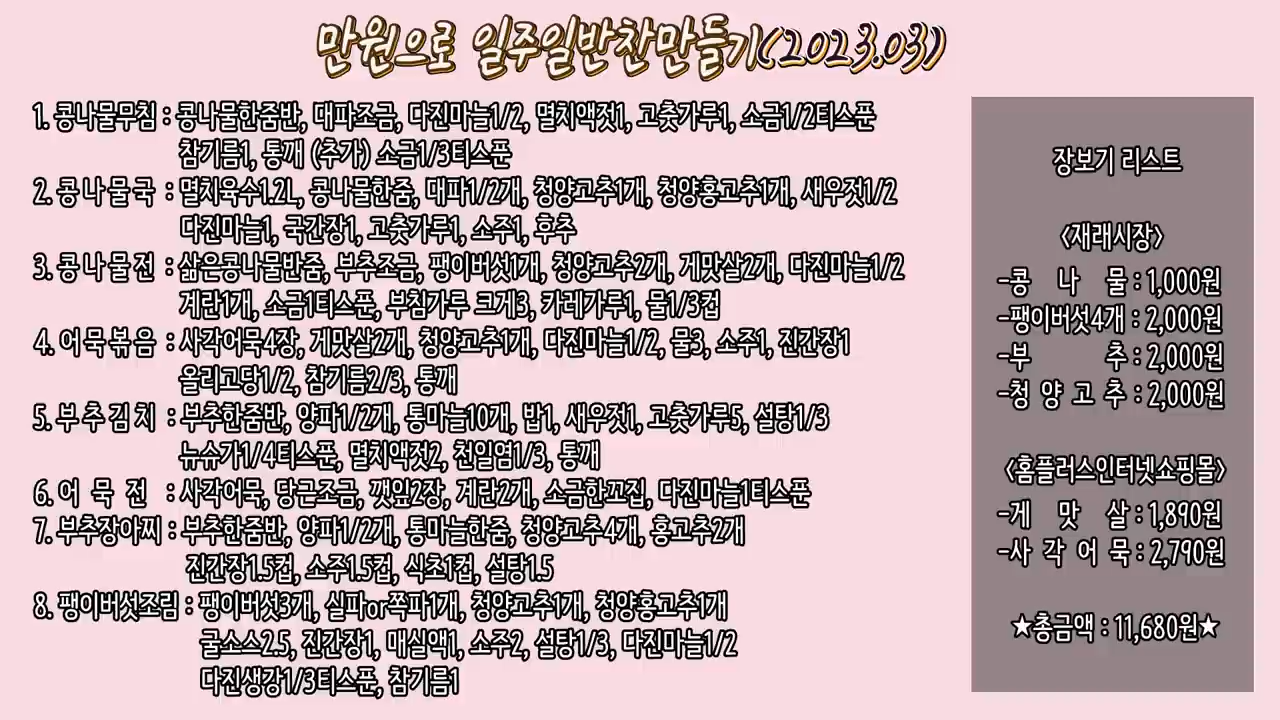 만원으로 일주일반찬만들기(2023.03)
1. 콩나물무침 : 콩나물한줌반, 대파조금, 다진마늘1/2, 멸치액젓1, 고춧가루1, 소금1/2티스푼
참기름1, 통깨 (추가) 소금1/3티스푼
2. 콩나물국 : 멸치육수1.2L, 콩나물한줌, 대파1/2개, 청양고추1개, 청양홍고추1개, 새우젓1/2
다진마늘1, 국간장1, 고춧가루1, 소주1, 후추
3. 콩나물전 : 삶은콩나물반줌, 부추조금, 팽이버섯1개, 청양고추2개, 게맛살2개, 다진마늘1/2
계란1개, 소금1티스푼, 부침가루 크게3, 카레가루1, 물1/3컵
4. 어묵볶음 : 사각어묵4장, 게맛살2개, 청양고추1개, 다진마늘1/2, 물3, 소주1, 진간장1
올리고당1/2, 참기름2/3, 통깨
5. 부추김치 : 부추한줌반, 양파1/2개, 통마늘10개, 밥1, 새우젓1, 고춧가루5, 설탕1/3
뉴슈가1/4티스푼, 멸치액젓2, 천일염1/3, 통깨
6. 어묵전 : 사각어묵, 당근조금, 깻잎2장, 계란2개, 소금한꼬집, 다진마늘1티스푼
7. 부추장아찌 : 부추한줌반, 양파1/2개, 통마늘한줌, 청양고추4개, 홍고추2개
진간장1.5컵, 소주1.5컵, 식초1컵, 설탕1.5
8. 팽이버섯조림 : 팽이버섯3개, 실파or쪽파1개, 청양고추1개, 청양홍고추1개
굴소스2.5, 진간장1, 매실액1, 소주2, 설탕1/3, 다진마늘1/2
다진생강1/3티스푼, 참기름1
장보기 리스트
<재래시장>
-콩나물 : 1,000원
-팽이버섯4개 : 2,000원
-부추 : 2,000원
-청양고추 : 2,000원
<홈플러스인터넷쇼핑몰>
-게맛살 : 1,890원
-사각어묵 : 2,790원
★총금액 : 11,680원★